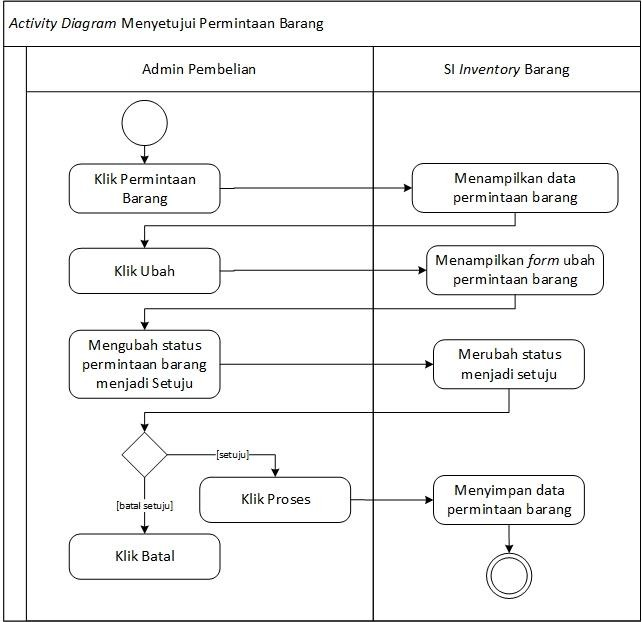 Activity Diagram Menyetujui Permintaan Barang
Admin Pembelian
SI Inventory Barang
Klik Permintaan
Barang
Menampilkan data
permintaan barang
Klik Ubah
Menampilkan form ubah
permintaan barang
Mengubah status
permintaan barang
menjadi Setuju
Merubah status
menjadi setuju
[setuju]
Klik Proses
Menyimpan data
permintaan barang
[batal setuju]
Klik Batal